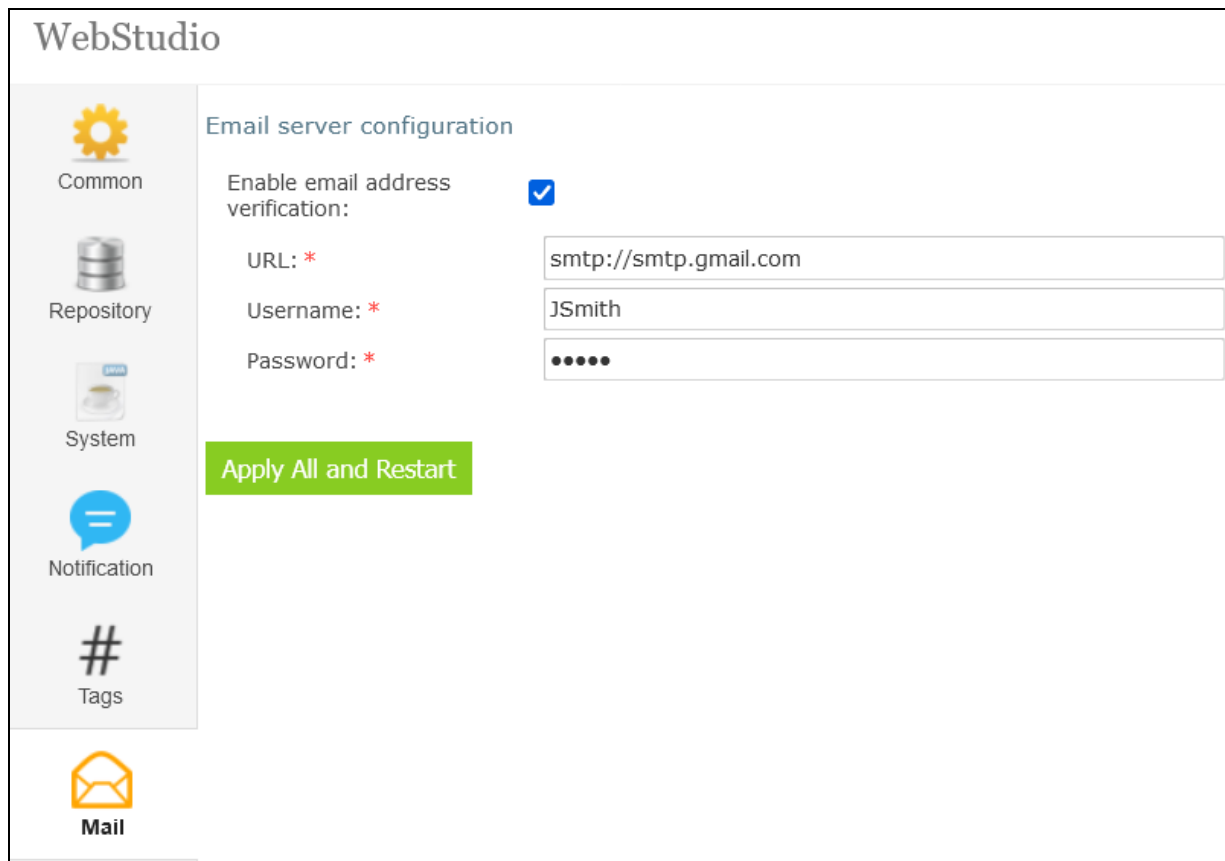 WebStudio
Common
Repository
JAVA
System
Notification
#
Tags
Mail
Email server configuration
Enable email address
verification:
URL: *
smtp://smtp.gmail.com
Username: *
JSmith
Password: *
•••••
Apply All and Restart